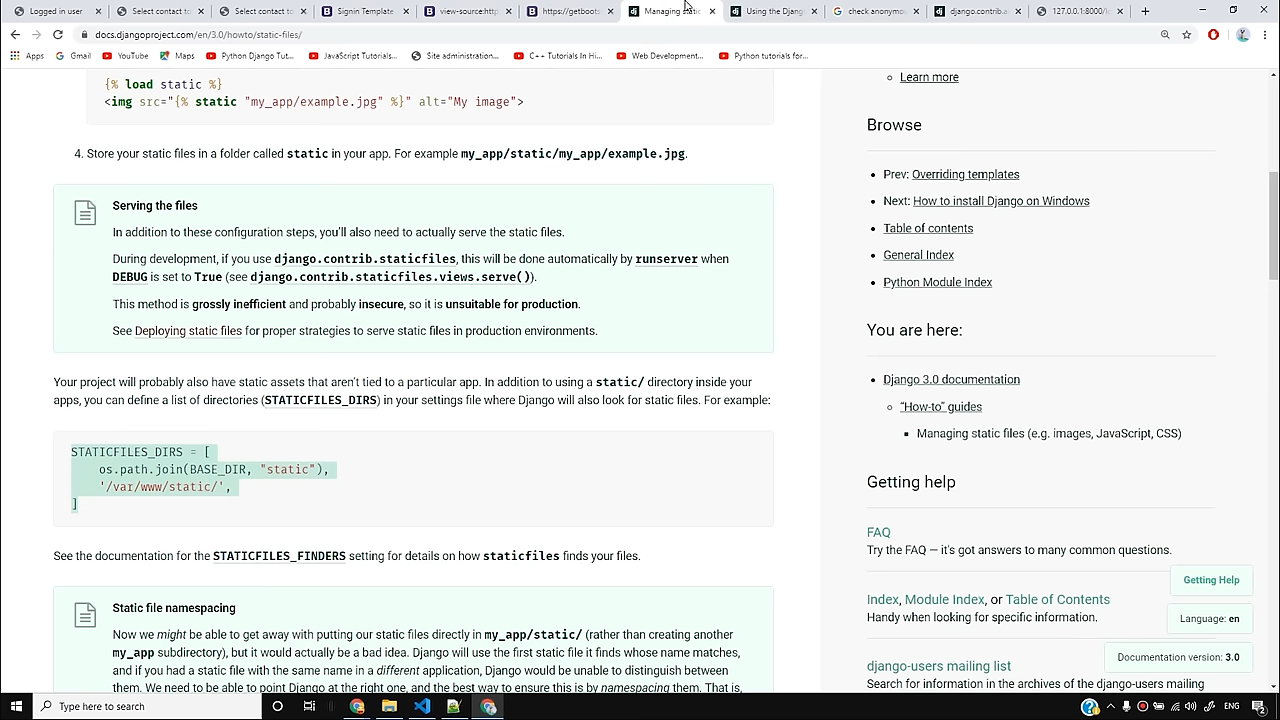 Logged in user
Select contact to
Select contact to
Signin Template
view-source:http
https://getboots
Managing static
Using the Djang
check anonymo
django.contrib.a
127.0.0.1:8000/lo
docs.djangoproject.com/en/3.0/howto/static-files/
Apps
Gmail
YouTube
Maps
Python Django Tut...
JavaScript Tutorials...
Site administration...
C++ Tutorials In Hi...
Web Development...
Python tutorials for...
{% load static %}
<img src="{% static "my_app/example.jpg" %}" alt="My image">
4. Store your static files in a folder called static in your app. For example my_app/static/my_app/example.jpg.
Serving the files
In addition to these configuration steps, you'll also need to actually serve the static files.
During development, if you use django.contrib.staticfiles, this will be done automatically by runserver when
DEBUG is set to True (see django.contrib.staticfiles.views.serve()).
This method is grossly inefficient and probably insecure, so it is unsuitable for production.
See Deploying static files for proper strategies to serve static files in production environments.
Your project will probably also have static assets that aren't tied to a particular app. In addition to using a static/ directory inside your
apps, you can define a list of directories (STATICFILES_DIRS) in your settings file where Django will also look for static files. For example:
STATICFILES_DIRS = [
os.path.join(BASE_DIR, "static"),
'/var/www/static/',
]
See the documentation for the STATICFILES_FINDERS setting for details on how staticfiles finds your files.
Static file namespacing
Now we might be able to get away with putting our static files directly in my_app/static/ (rather than creating another
my_app subdirectory), but it would actually be a bad idea. Django will use the first static file it finds whose name matches,
and if you had a static file with the same name in a different application, Django would be unable to distinguish between
them. We need to be able to point Django at the right one, and the best way to ensure this is by namespacing them. That is,
Learn more
Browse
Prev: Overriding templates
Next: How to install Django on Windows
Table of contents
General Index
Python Module Index
You are here:
Django 3.0 documentation
"How-to" guides
Managing static files (e.g. images, JavaScript, CSS)
Getting help
FAQ
Try the FAQ — it's got answers to many common questions.
Getting Help
Index, Module Index, or Table of Contents
Handy when looking for specific information.
Language: en
Documentation version: 3.0
django-users mailing list
Search for information in the archives of the django-users mailing
Type here to search
ENG